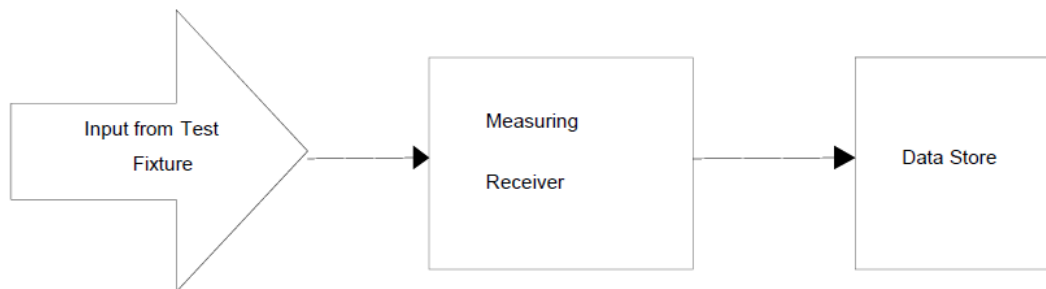 Input from Test
Fixture
Measuring
Receiver
Data Store